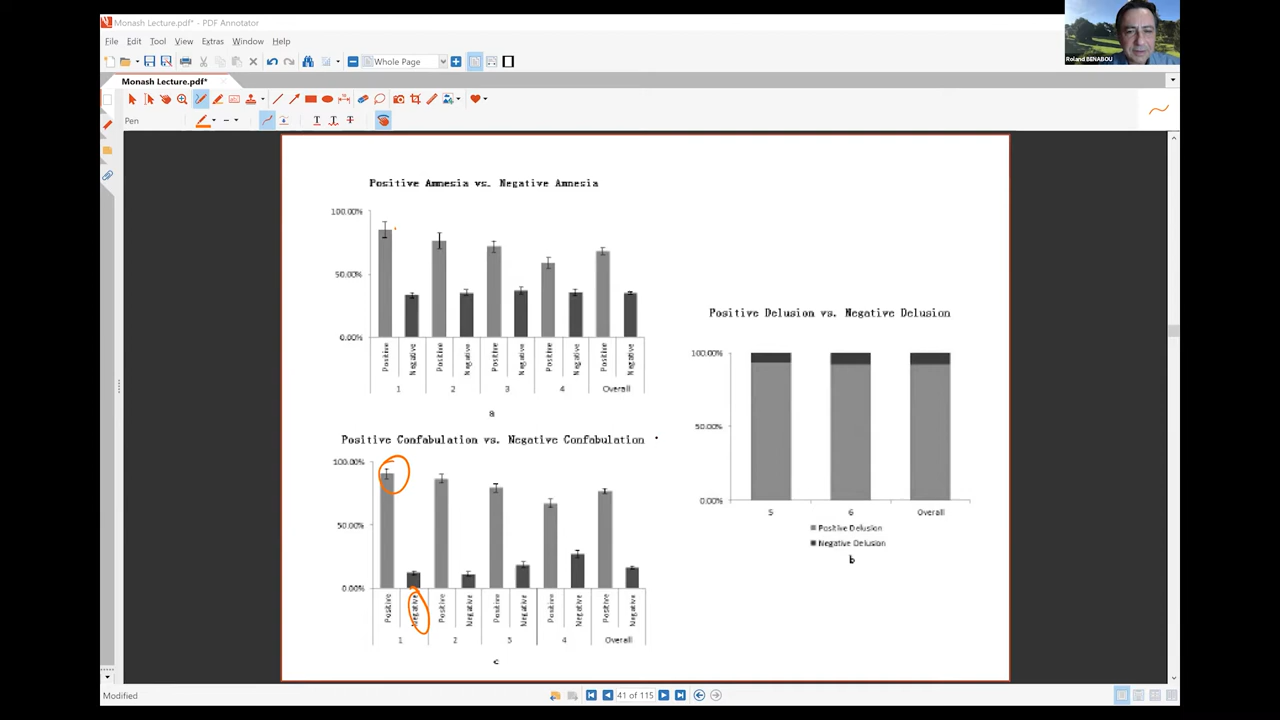 Monash Lecture.pdf* - PDF Annotator
File Edit Tool View Extras Window Help
Whole Page
Monash Lecture.pdf*
Pen
Roland BENABOU
Positive Amnesia vs. Negative Amnesia
100.00%
50.00%
0.00%
Positive Negative Positive Negative Positive Negative Positive Negative Positive Negative
1 2 3 4 Overall
a
Positive Confabulation vs. Negative Confabulation
100.00%
50.00%
0.00%
Positive Negative Positive Negative Positive Negative Positive Negative Positive Negative
1 2 3 4 Overall
c
Positive Delusion vs. Negative Delusion
100.00%
50.00%
0.00%
5 6 Overall
Positive Delusion
Negative Delusion
b
Modified
41 of 115